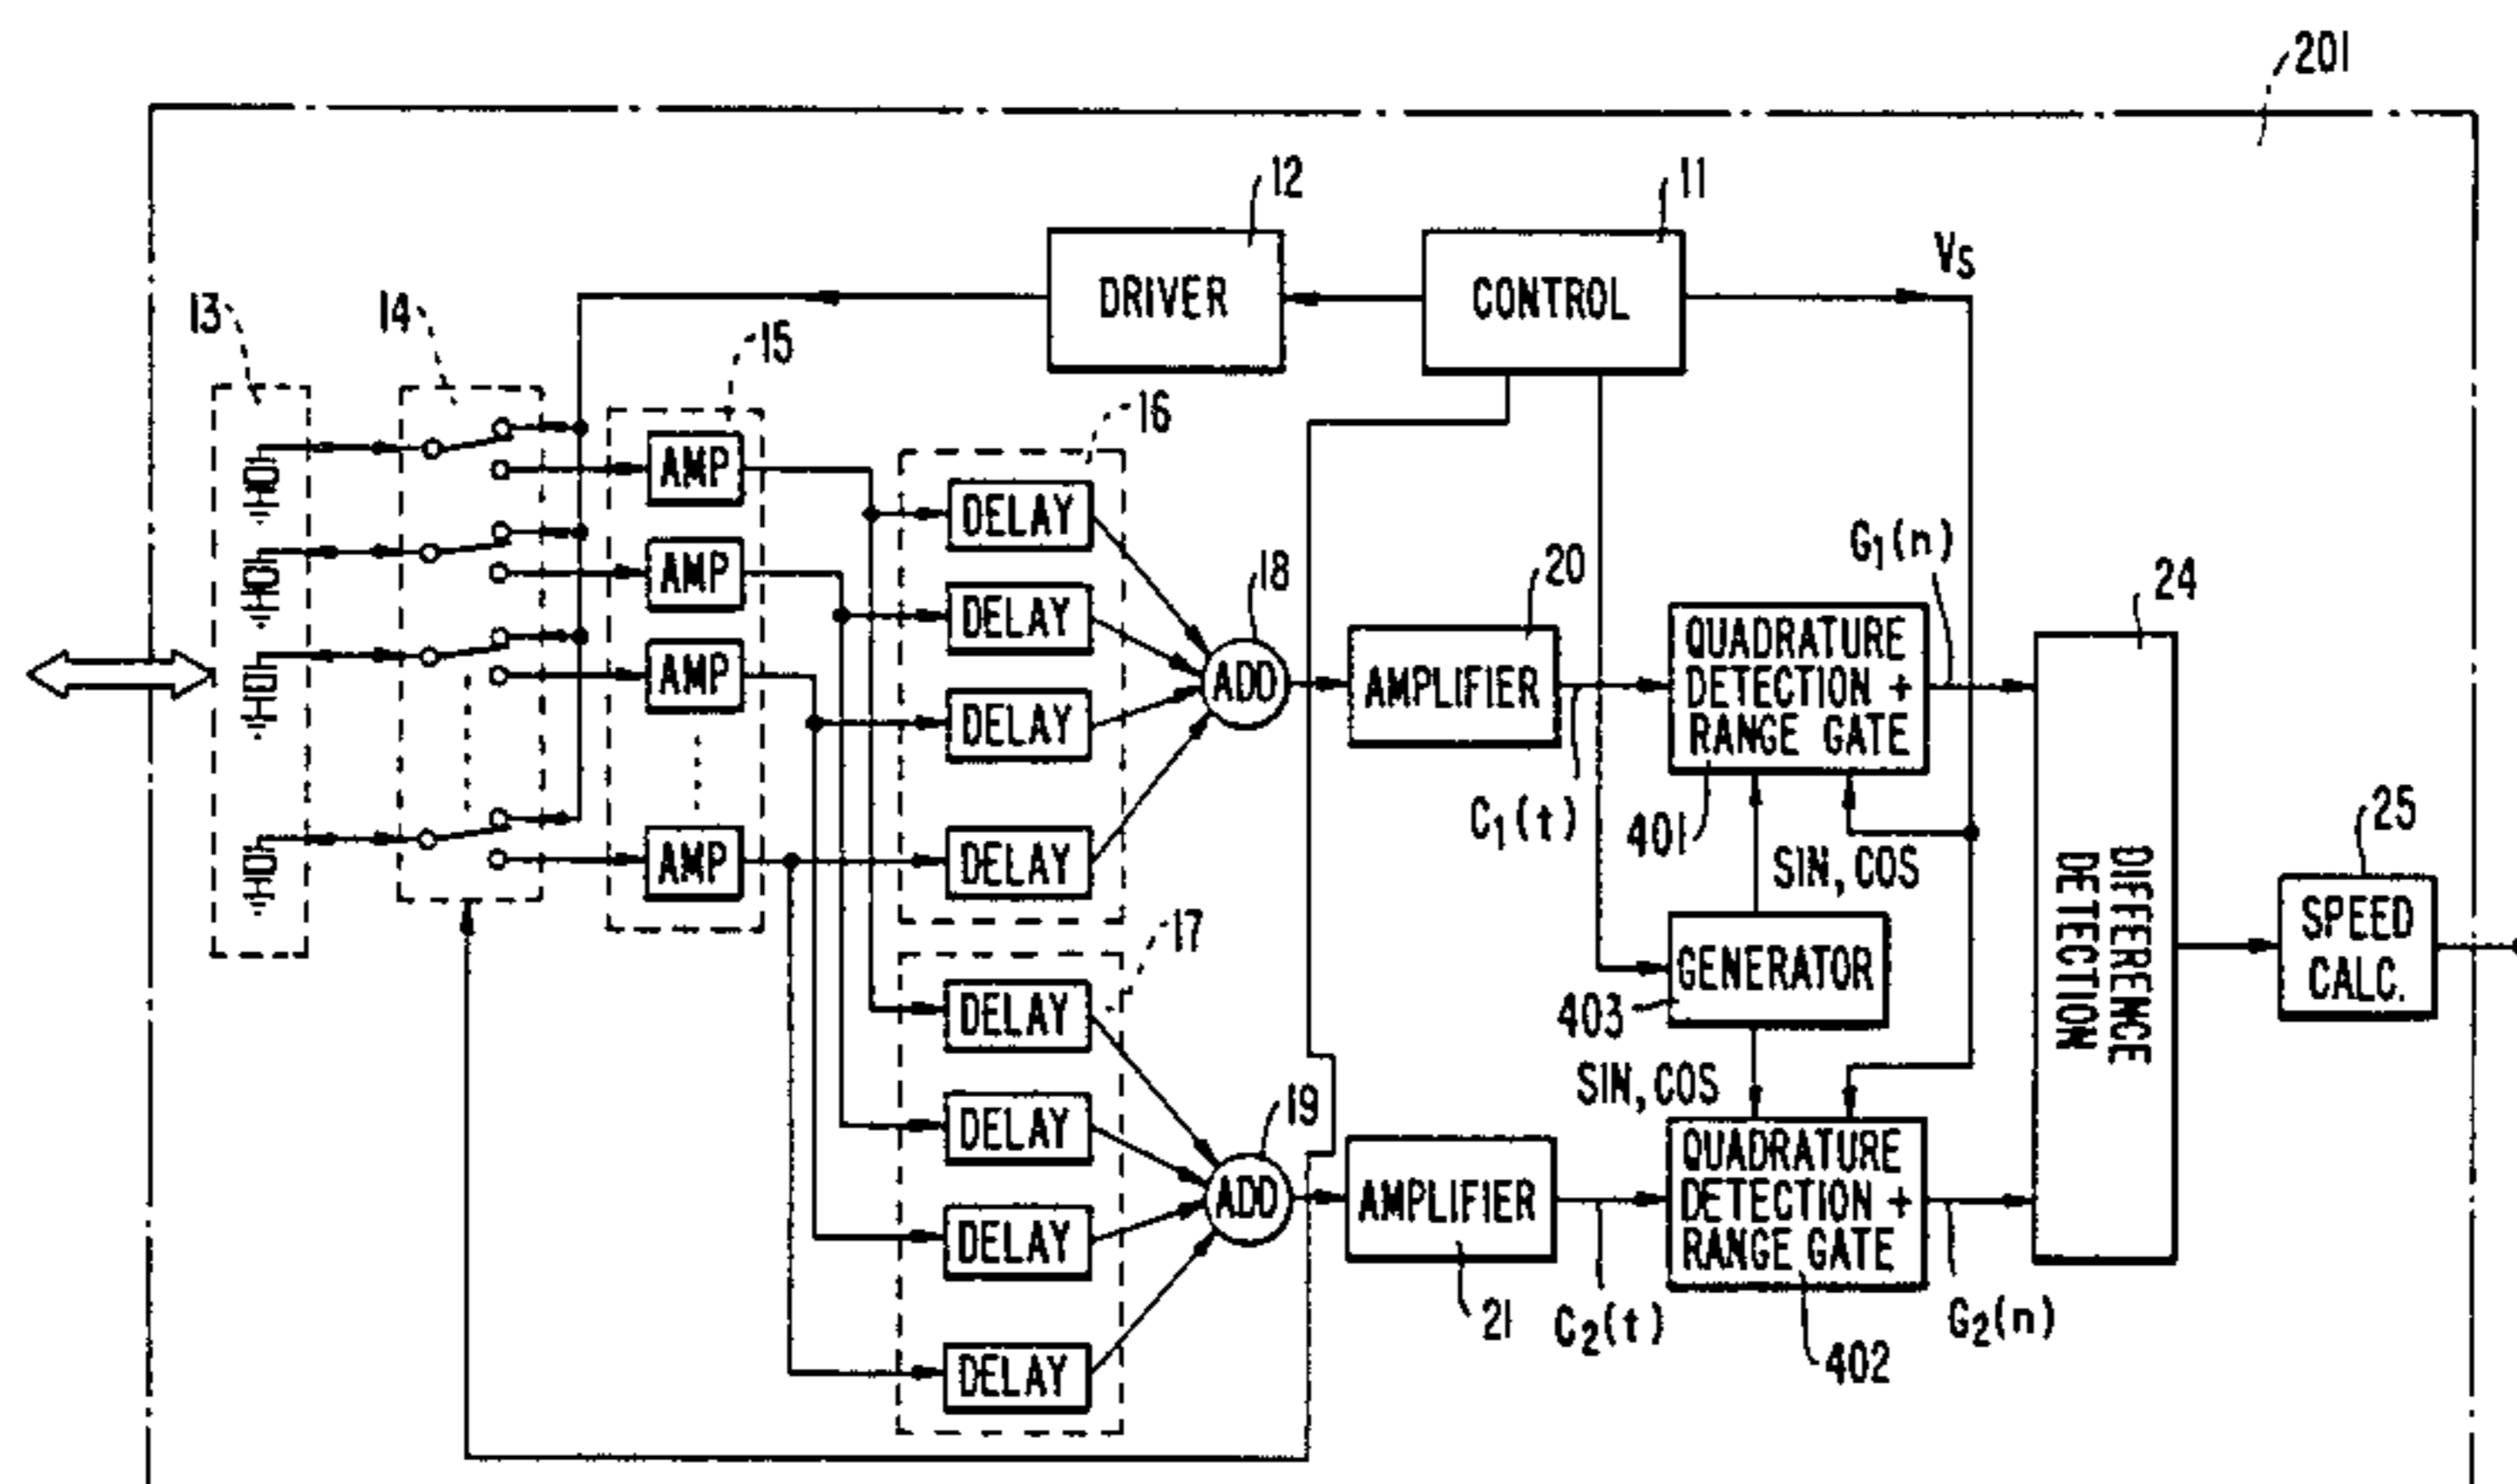 201
12
11
DRIVER
CONTROL
V_S
13
14
15
16
AMP
AMP
AMP
AMP
DELAY
DELAY
DELAY
DELAY
18
ADD
20
AMPLIFIER
C₁(t)
QUADRATURE
DETECTION +
RANGE GATE
401
G₁(n)
24
SIN, COS
GENERATOR
403
SIN, COS
DIFFERENCE
DETECTION
25
SPEED
CALC.
17
DELAY
DELAY
DELAY
DELAY
19
ADD
AMPLIFIER
21
C₂(t)
QUADRATURE
DETECTION +
RANGE GATE
402
G₂(n)